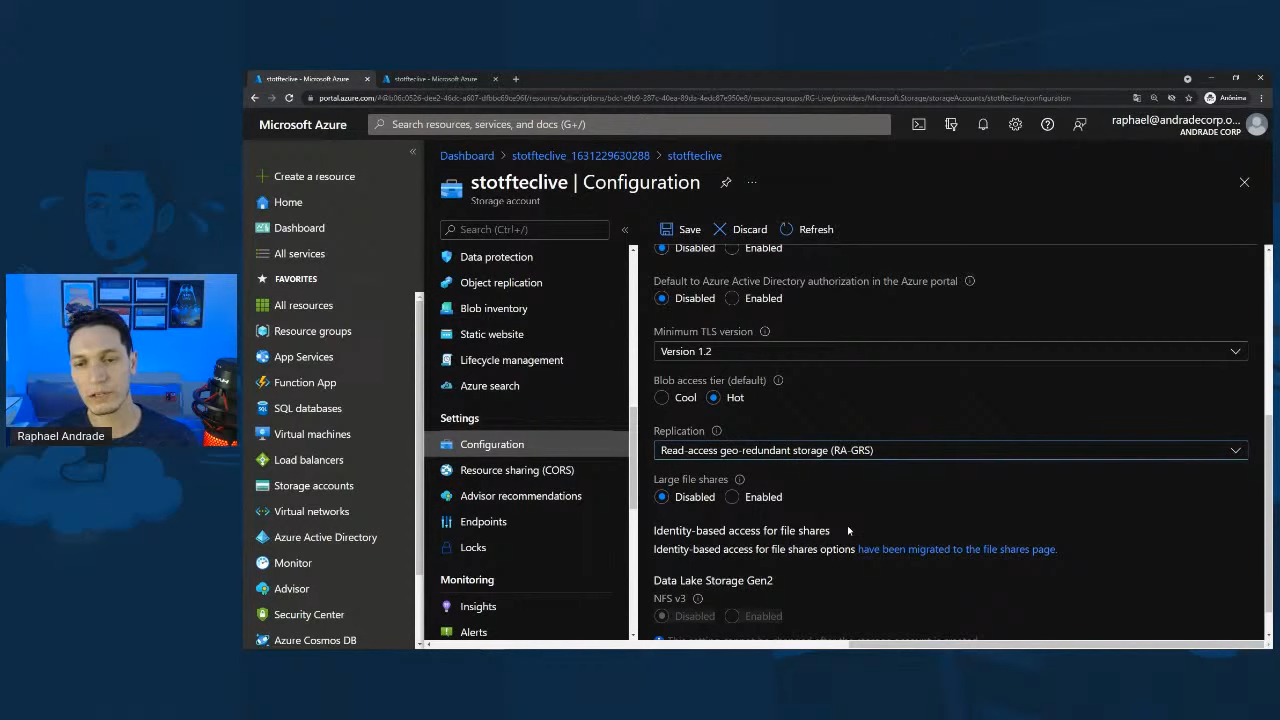 stotfteclive - Microsoft Azure
stotfteclive - Microsoft Azure
Anônima
Microsoft Azure
Search resources, services, and docs (G+/)
raphael@andradecorp.o...
ANDRADE CORP
Create a resource
Home
Dashboard
All services
FAVORITES
All resources
Resource groups
App Services
Function App
SQL databases
Virtual machines
Load balancers
Storage accounts
Virtual networks
Azure Active Directory
Monitor
Advisor
Security Center
Azure Cosmos DB
Dashboard > stotfteclive_1631229630288 > stotfteclive
stotfteclive | Configuration
Storage account
Search (Ctrl+/)
Data protection
Object replication
Blob inventory
Static website
Lifecycle management
Azure search
Settings
Configuration
Resource sharing (CORS)
Advisor recommendations
Endpoints
Locks
Monitoring
Insights
Alerts
Save Discard Refresh
Disabled Enabled
Default to Azure Active Directory authorization in the Azure portal
Disabled Enabled
Minimum TLS version
Version 1.2
Blob access tier (default)
Cool Hot
Replication
Read-access geo-redundant storage (RA-GRS)
Large file shares
Disabled Enabled
Identity-based access for file shares
Identity-based access for file shares options have been migrated to the file shares page.
Data Lake Storage Gen2
NFS v3
Disabled Enabled
Raphael Andrade